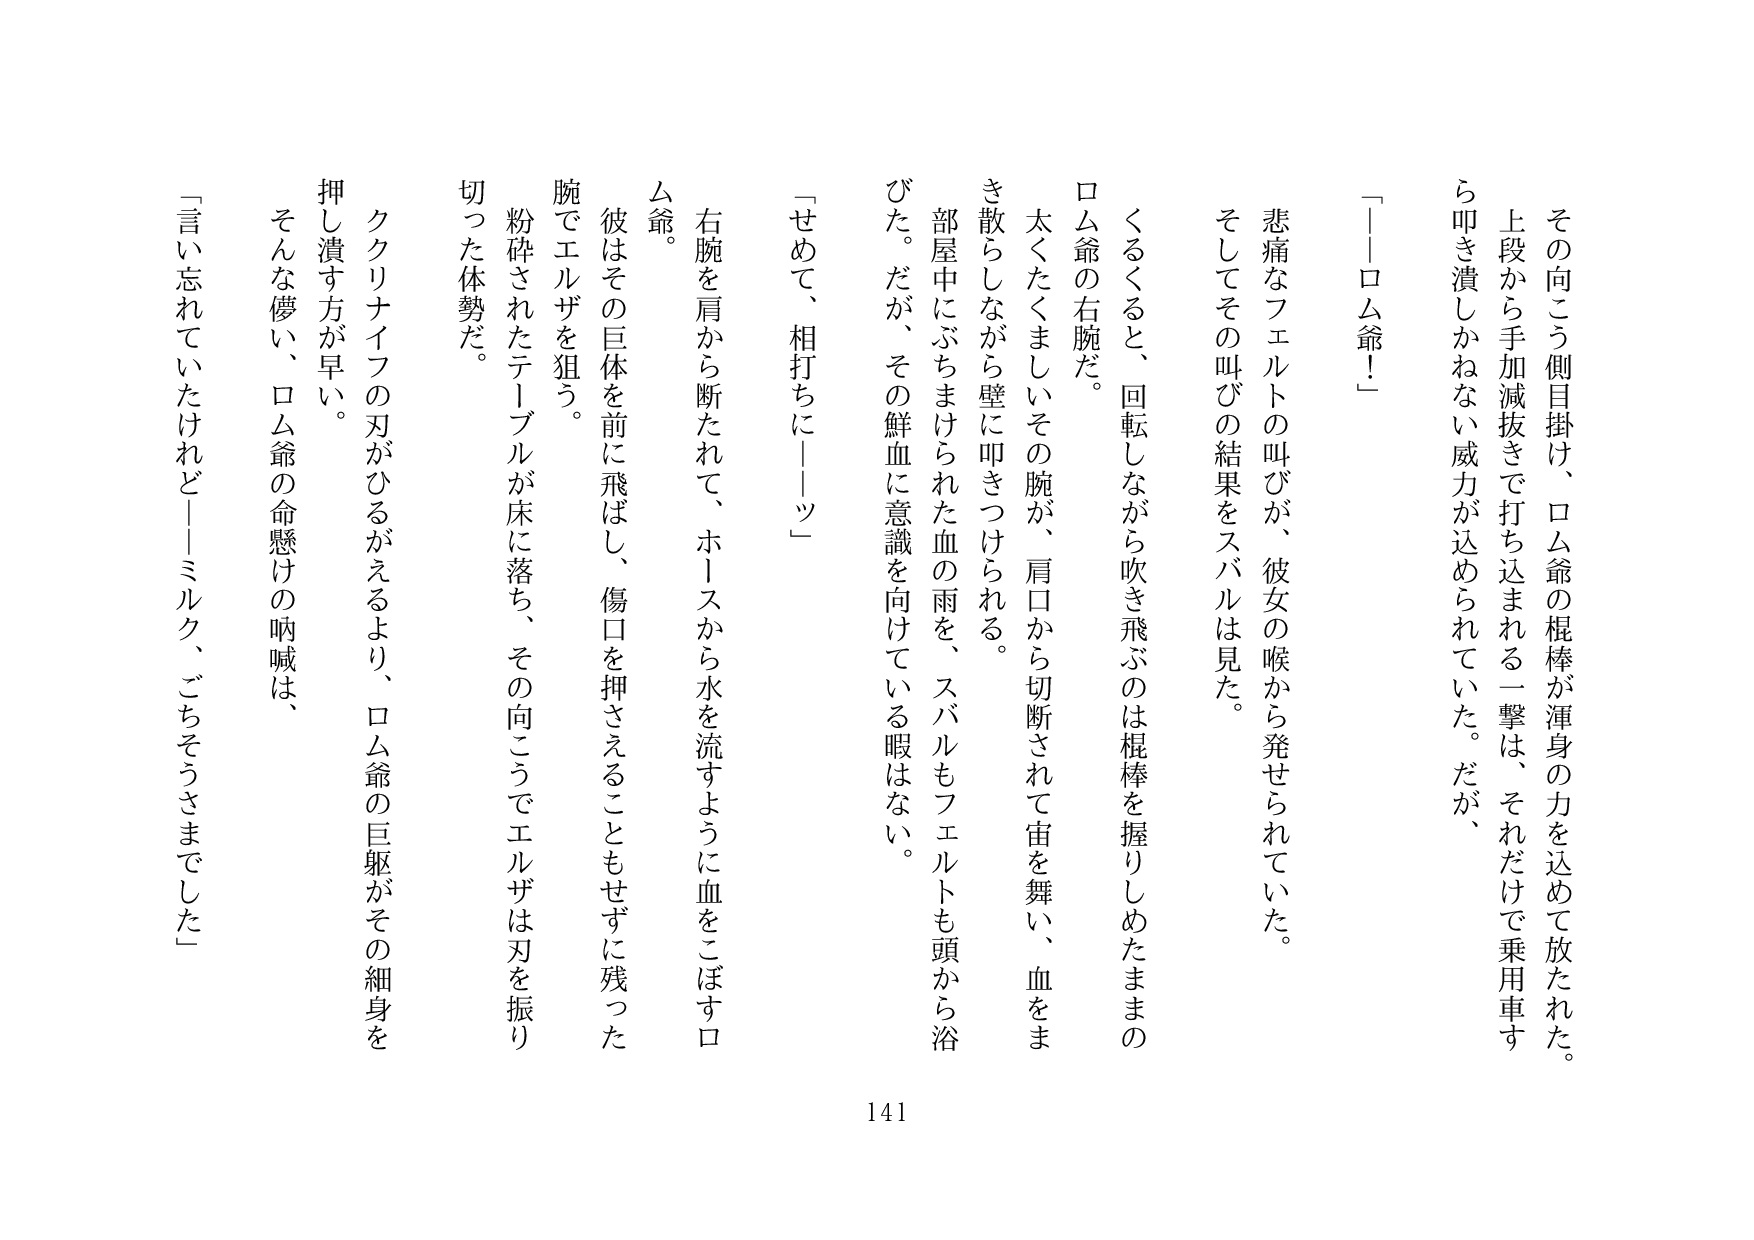 その向こう側目掛け、ロム爺の棍棒が渾身の力を込めて放たれた。
上段から手加減抜きで打ち込まれる一撃は、それだけで乗用車す
ら叩き潰しかねない威力が込められていた。だが、
「――ロム爺！」
悲痛なフェルトの叫びが、彼女の喉から発せられていた。
そしてその叫びの結果をスバルは見た。
くるくると、回転しながら吹き飛ぶのは棍棒を握りしめたままの
ロム爺の右腕だ。
太くたくましいその腕が、肩口から切断されて宙を舞い、血をま
き散らしながら壁に叩きつけられる。
部屋中にぶちまけられた血の雨を、スバルもフェルトも頭から浴
びた。だが、その鮮血に意識を向けている暇はない。
「せめて、相打ちに――ッ」
右腕を肩から断たれて、ホースから水を流すように血をこぼすロ
ム爺。
彼はその巨体を前に飛ばし、傷口を押さえることもせずに残った
腕でエルザを狙う。
粉砕されたテーブルが床に落ち、その向こうでエルザは刃を振り
切った体勢だ。
ククリナイフの刃がひるがえるより、ロム爺の巨躯がその細身を
押し潰す方が早い。
そんな儚い、ロム爺の命懸けの吶喊は、
「言い忘れていたけれど――ミルク、ごちそうさまでした」
141